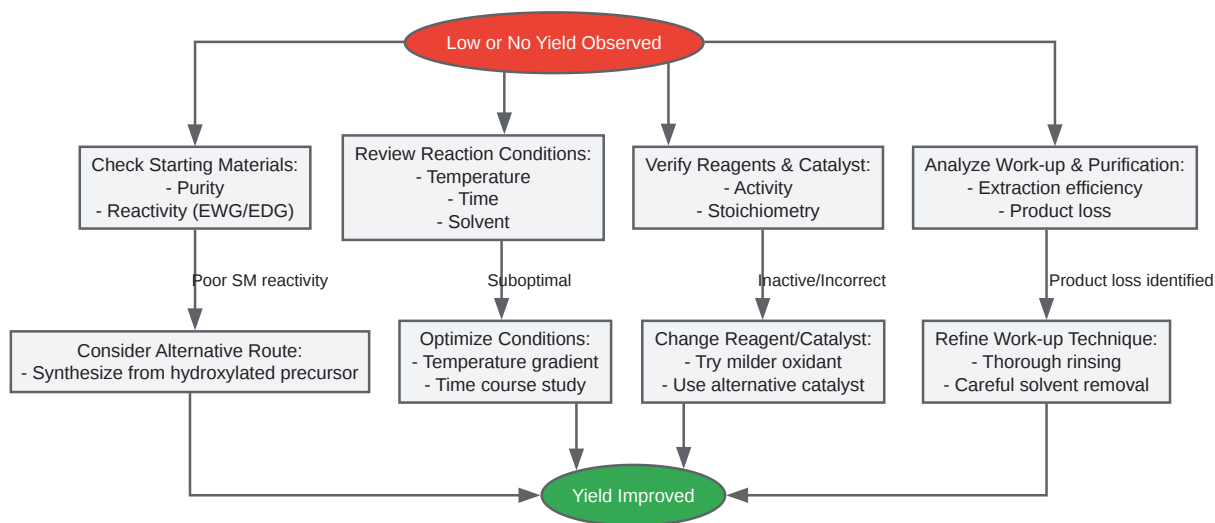 Low or No Yield Observed
Check Starting Materials:
- Purity
- Reactivity (EWG/EDG)
Review Reaction Conditions:
- Temperature
- Time
- Solvent
Verify Reagents & Catalyst:
- Activity
- Stoichiometry
Analyze Work-up & Purification:
- Extraction efficiency
- Product loss
Poor SM reactivity
Suboptimal
Inactive/Incorrect
Product loss identified
Consider Alternative Route:
- Synthesize from hydroxylated precursor
Optimize Conditions:
- Temperature gradient
- Time course study
Change Reagent/Catalyst:
- Try milder oxidant
- Use alternative catalyst
Refine Work-up Technique:
- Thorough rinsing
- Careful solvent removal
Yield Improved